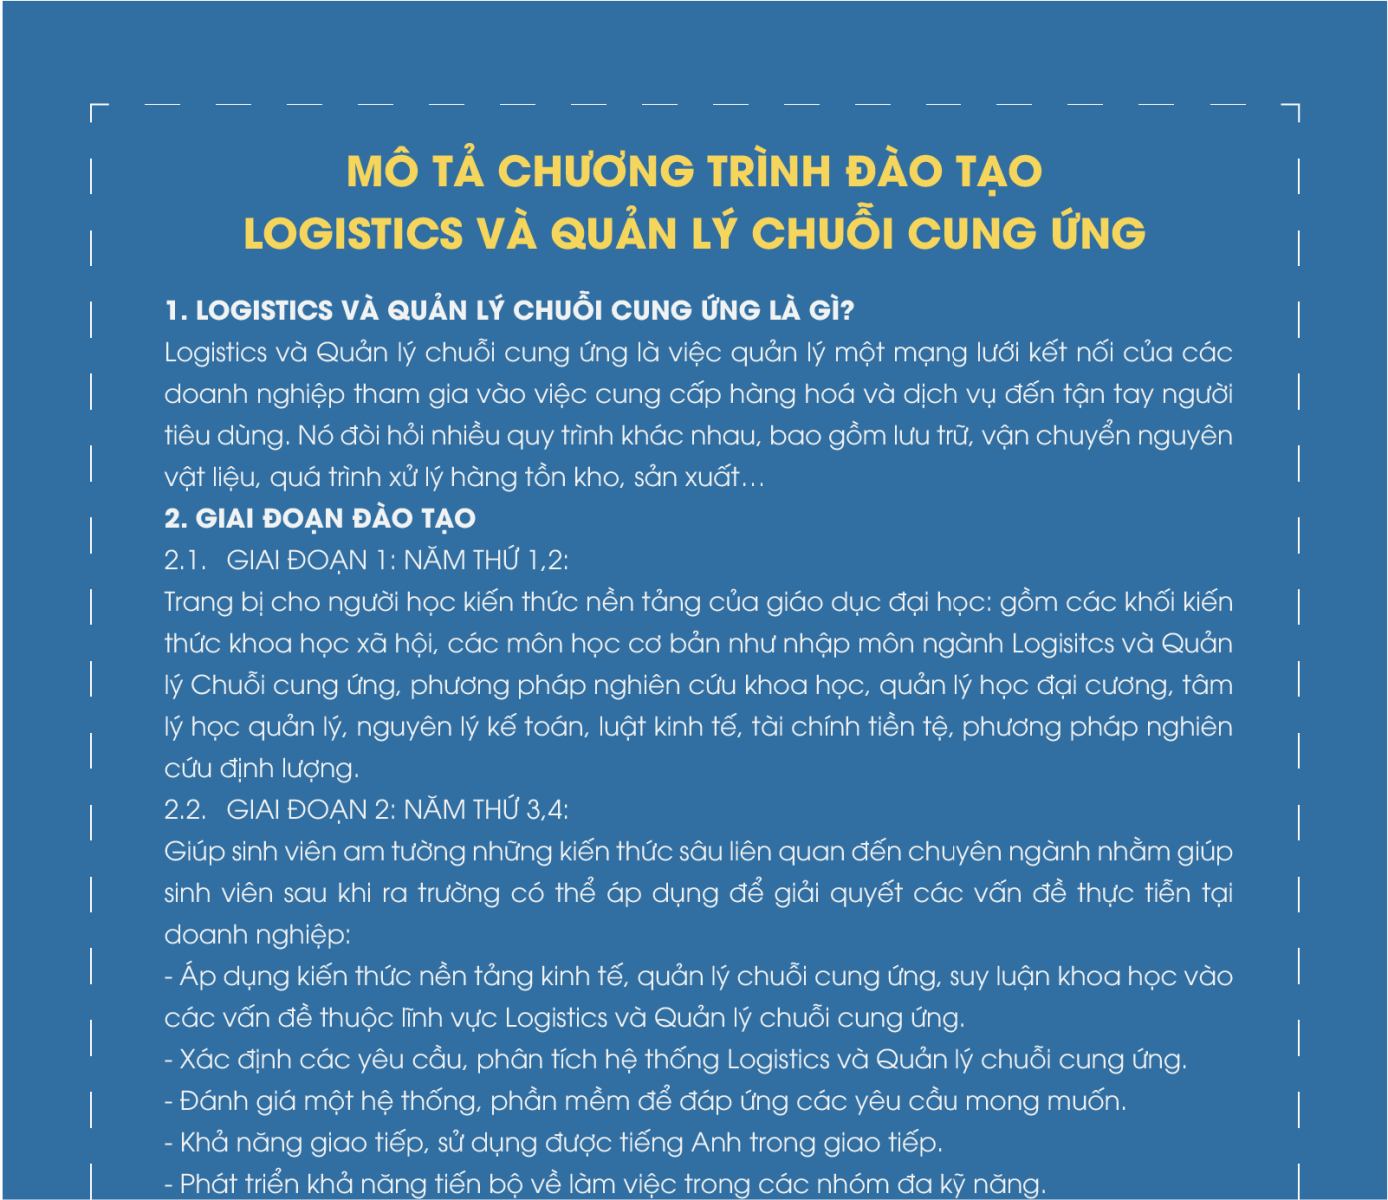 MÔ TẢ CHƯƠNG TRÌNH ĐÀO TẠO
LOGISTICS VÀ QUẢN LÝ CHUỖI CUNG ỨNG
1. LOGISTICS VÀ QUẢN LÝ CHUỖI CUNG ỨNG LÀ GÌ?
Logistics và Quản lý chuỗi cung ứng là việc quản lý một mạng lưới kết nối của các
doanh nghiệp tham gia vào việc cung cấp hàng hoá và dịch vụ đến tận tay người
tiêu dùng. Nó đòi hỏi nhiều quy trình khác nhau, bao gồm lưu trữ, vận chuyển nguyên
vật liệu, quá trình xử lý hàng tồn kho, sản xuất...
2. GIAI ĐOẠN ĐÀO TẠO
2.1. GIAI ĐOẠN 1: NĂM THỨ 1,2:
Trang bị cho người học kiến thức nền tảng của giáo dục đại học: gồm các khối kiến
thức khoa học xã hội, các môn học cơ bản như nhập môn ngành Logisitcs và Quản
lý Chuỗi cung ứng, phương pháp nghiên cứu khoa học, quản lý học đại cương, tâm
lý học quản lý, nguyên lý kế toán, luật kinh tế, tài chính tiền tệ, phương pháp nghiên
cứu định lượng.
2.2. GIAI ĐOẠN 2: NĂM THỨ 3,4:
Giúp sinh viên am tường những kiến thức sâu liên quan đến chuyên ngành nhằm giúp
sinh viên sau khi ra trường có thể áp dụng để giải quyết các vấn đề thực tiễn tại
doanh nghiệp:
- Áp dụng kiến thức nền tảng kinh tế, quản lý chuỗi cung ứng, suy luận khoa học vào
các vấn đề thuộc lĩnh vực Logistics và Quản lý chuỗi cung ứng.
- Xác định các yêu cầu, phân tích hệ thống Logistics và Quản lý chuỗi cung ứng.
- Đánh giá một hệ thống, phần mềm để đáp ứng các yêu cầu mong muốn.
- Khả năng giao tiếp, sử dụng được tiếng Anh trong giao tiếp.
- Phát triển khả năng tiến bộ về làm việc trong các nhóm đa kỹ năng.